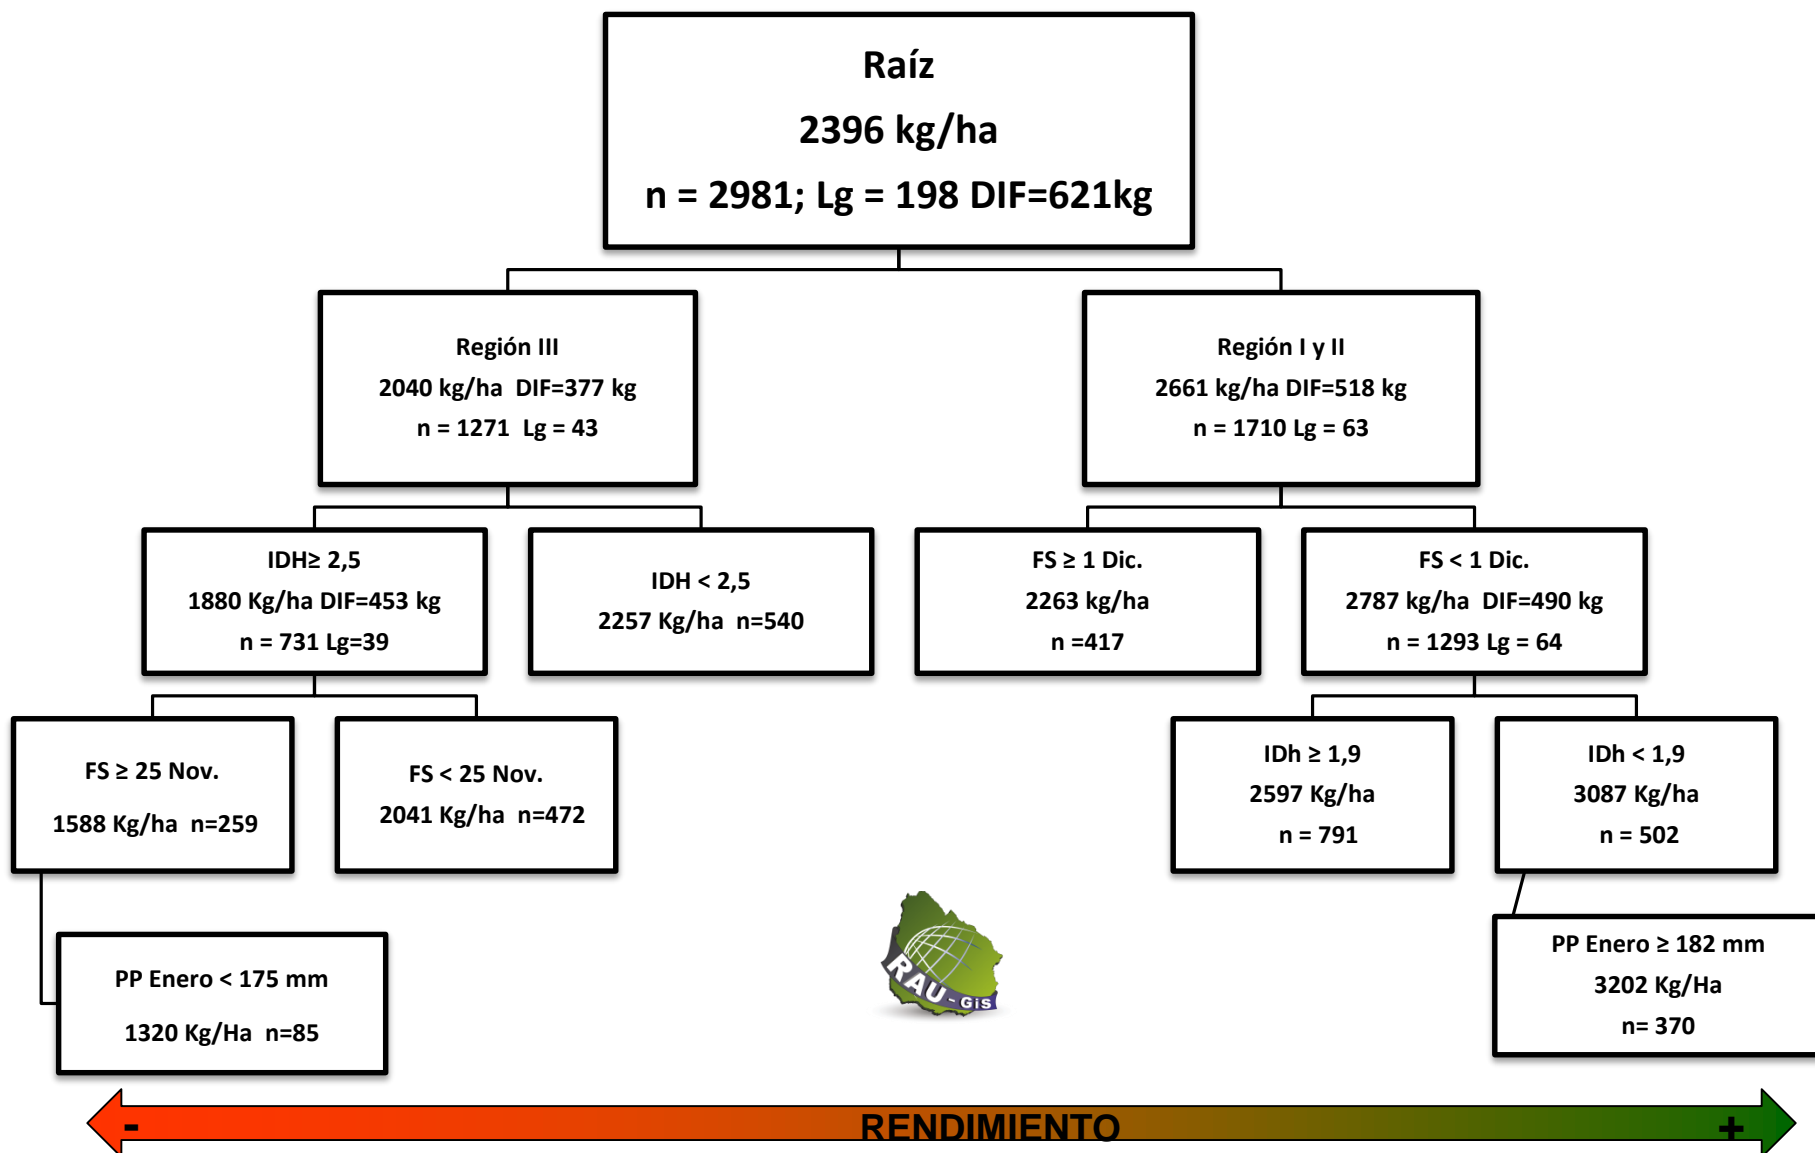 Raíz
2396 kg/ha
n = 2981; Lg = 198 DIF=621kg
Región III
2040 kg/ha  DIF=377 kg
n = 1271  Lg = 43
Región I y II
2661 kg/ha DIF=518 kg
n = 1710 Lg = 63
IDH≥ 2,5
1880 Kg/ha DIF=453 kg
n = 731 Lg=39
IDH < 2,5
2257 Kg/ha  n=540
FS ≥ 1 Dic.
2263 kg/ha
n =417
FS < 1 Dic.
2787 kg/ha  DIF=490 kg
n = 1293 Lg = 64
FS ≥ 25 Nov.
1588 Kg/ha  n=259
FS < 25 Nov.
2041 Kg/ha  n=472
IDh ≥ 1,9
2597 Kg/ha
n = 791
IDh < 1,9
3087 Kg/ha
n = 502
PP Enero < 175 mm
1320 Kg/Ha  n=85
RAU-GiS
PP Enero ≥ 182 mm
3202 Kg/Ha
n= 370
- RENDIMIENTO +